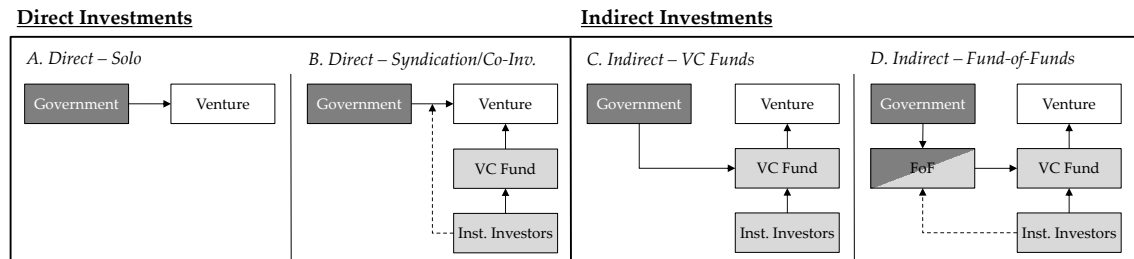 Direct Investments
Indirect Investments
A. Direct – Solo
Government
Venture
B. Direct – Syndication/Co-Inv.
Government
Venture
VC Fund
Inst. Investors
C. Indirect – VC Funds
Government
Venture
VC Fund
Inst. Investors
D. Indirect – Fund-of-Funds
Government
Venture
FoF
VC Fund
Inst. Investors